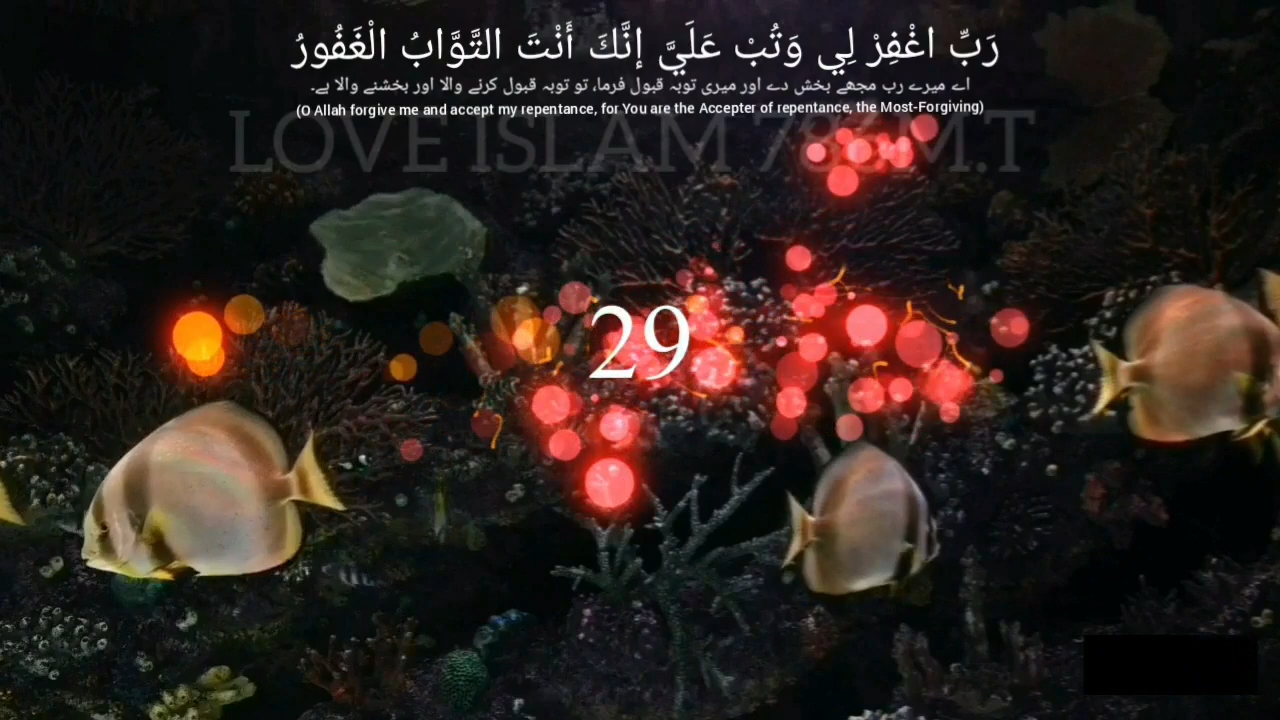 رَبِّ اغْفِرْ لِي وَتُبْ عَلَيَّ إنَّكَ أَنْتَ التَّوَّابُ الْغَفُورُ
اے میرے رب مجھے بخش دے اور میری توبہ قبول فرما، تو توبہ قبول کرنے والا اور بخشنے والا ہے۔
(O Allah forgive me and accept my repentance, for You are the Accepter of repentance, the Most-Forgiving)
LOVE ISLAM 786 M.T
29